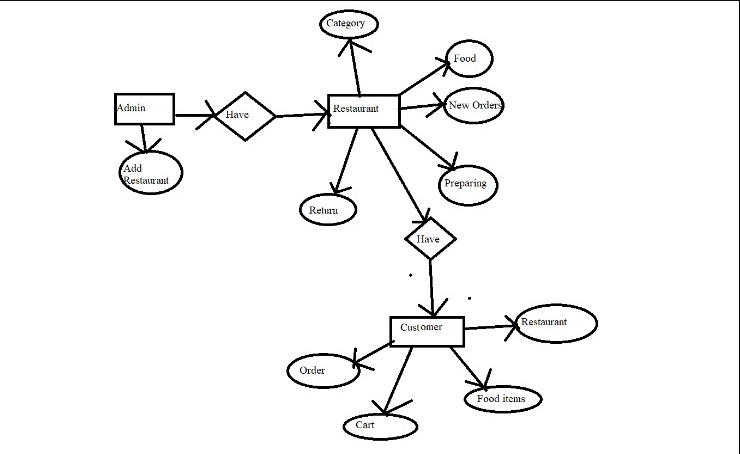 Category
Food
Admin
Have
Restaurant
New Orders
Add
Restaurant
Preparing
Return
Have
Customer
Restaurant
Order
Food items
Cart